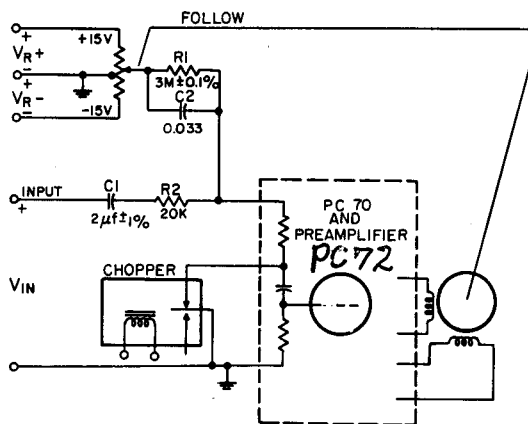 FOLLOW
+
+15V
VR+
R1
3M±0.1%
-
+
C2
VR-
0.033
-
-15V
INPUT
+
C1
R2
2μf±1%
20K
PC 70
AND
PREAMPLIFIER
PC72
CHOPPER
VIN